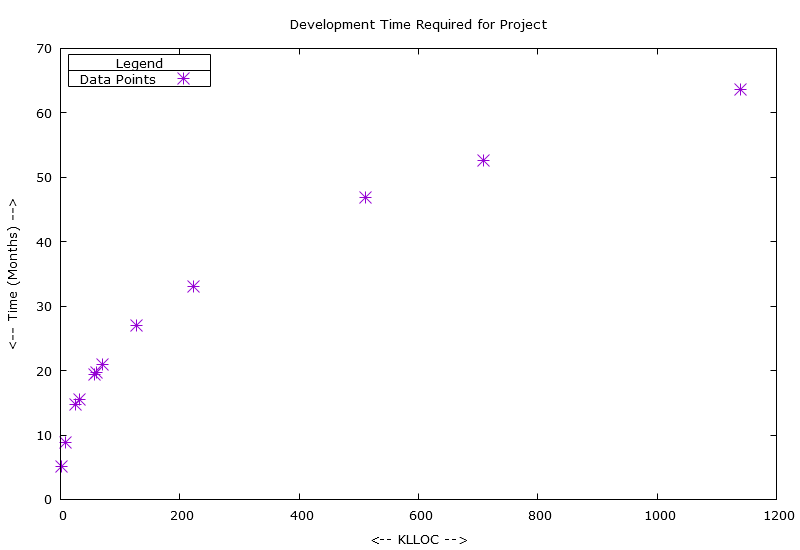 Development Time Required for Project
Legend
Data Points
70
60
50
40
30
20
10
0
<-- Time (Months) -->
0 200 400 600 800 1000 1200
<-- KLLOC -->